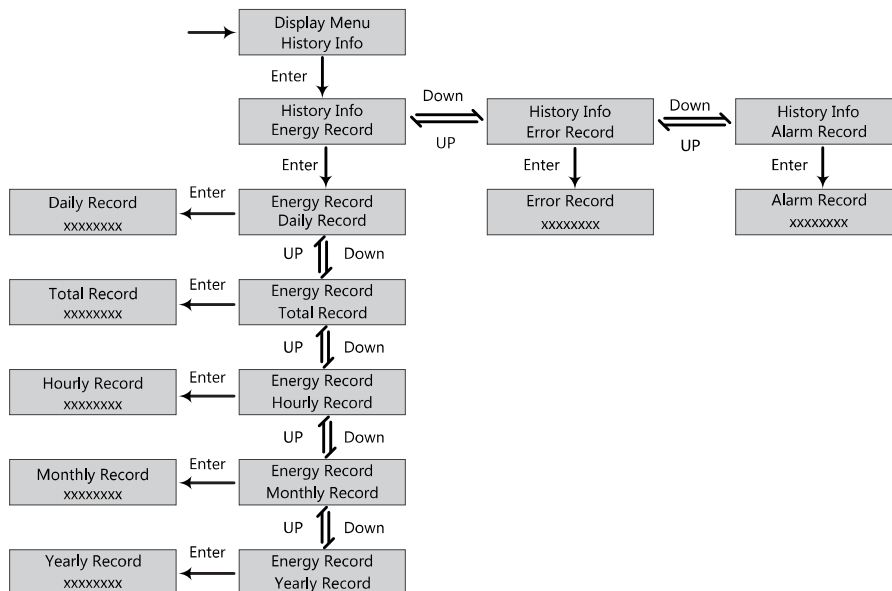 Display Menu
History Info
Enter
History Info
Energy Record
Down
UP
History Info
Error Record
Down
UP
History Info
Alarm Record
Enter
Enter
Enter
Daily Record
xxxxxxxx
Enter
Energy Record
Daily Record
Error Record
xxxxxxxx
Alarm Record
xxxxxxxx
UP
Down
Total Record
xxxxxxxx
Enter
Energy Record
Total Record
UP
Down
Hourly Record
xxxxxxxx
Enter
Energy Record
Hourly Record
UP
Down
Monthly Record
xxxxxxxx
Enter
Energy Record
Monthly Record
UP
Down
Yearly Record
xxxxxxxx
Enter
Energy Record
Yearly Record